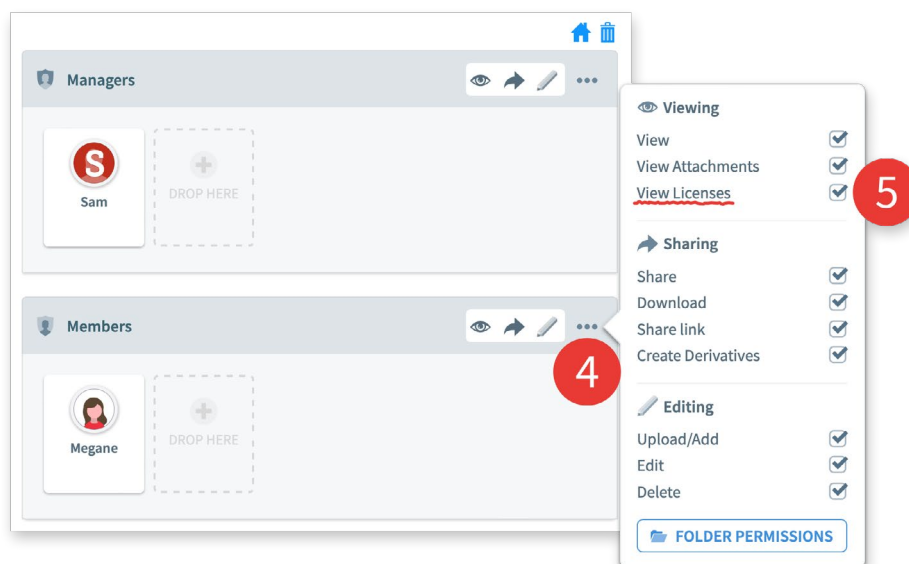 Managers
S
Sam
DROP HERE
Members
Megane
DROP HERE
4
Viewing
View
View Attachments
View Licenses
5
Sharing
Share
Download
Share link
Create Derivatives
Editing
Upload/Add
Edit
Delete
FOLDER PERMISSIONS